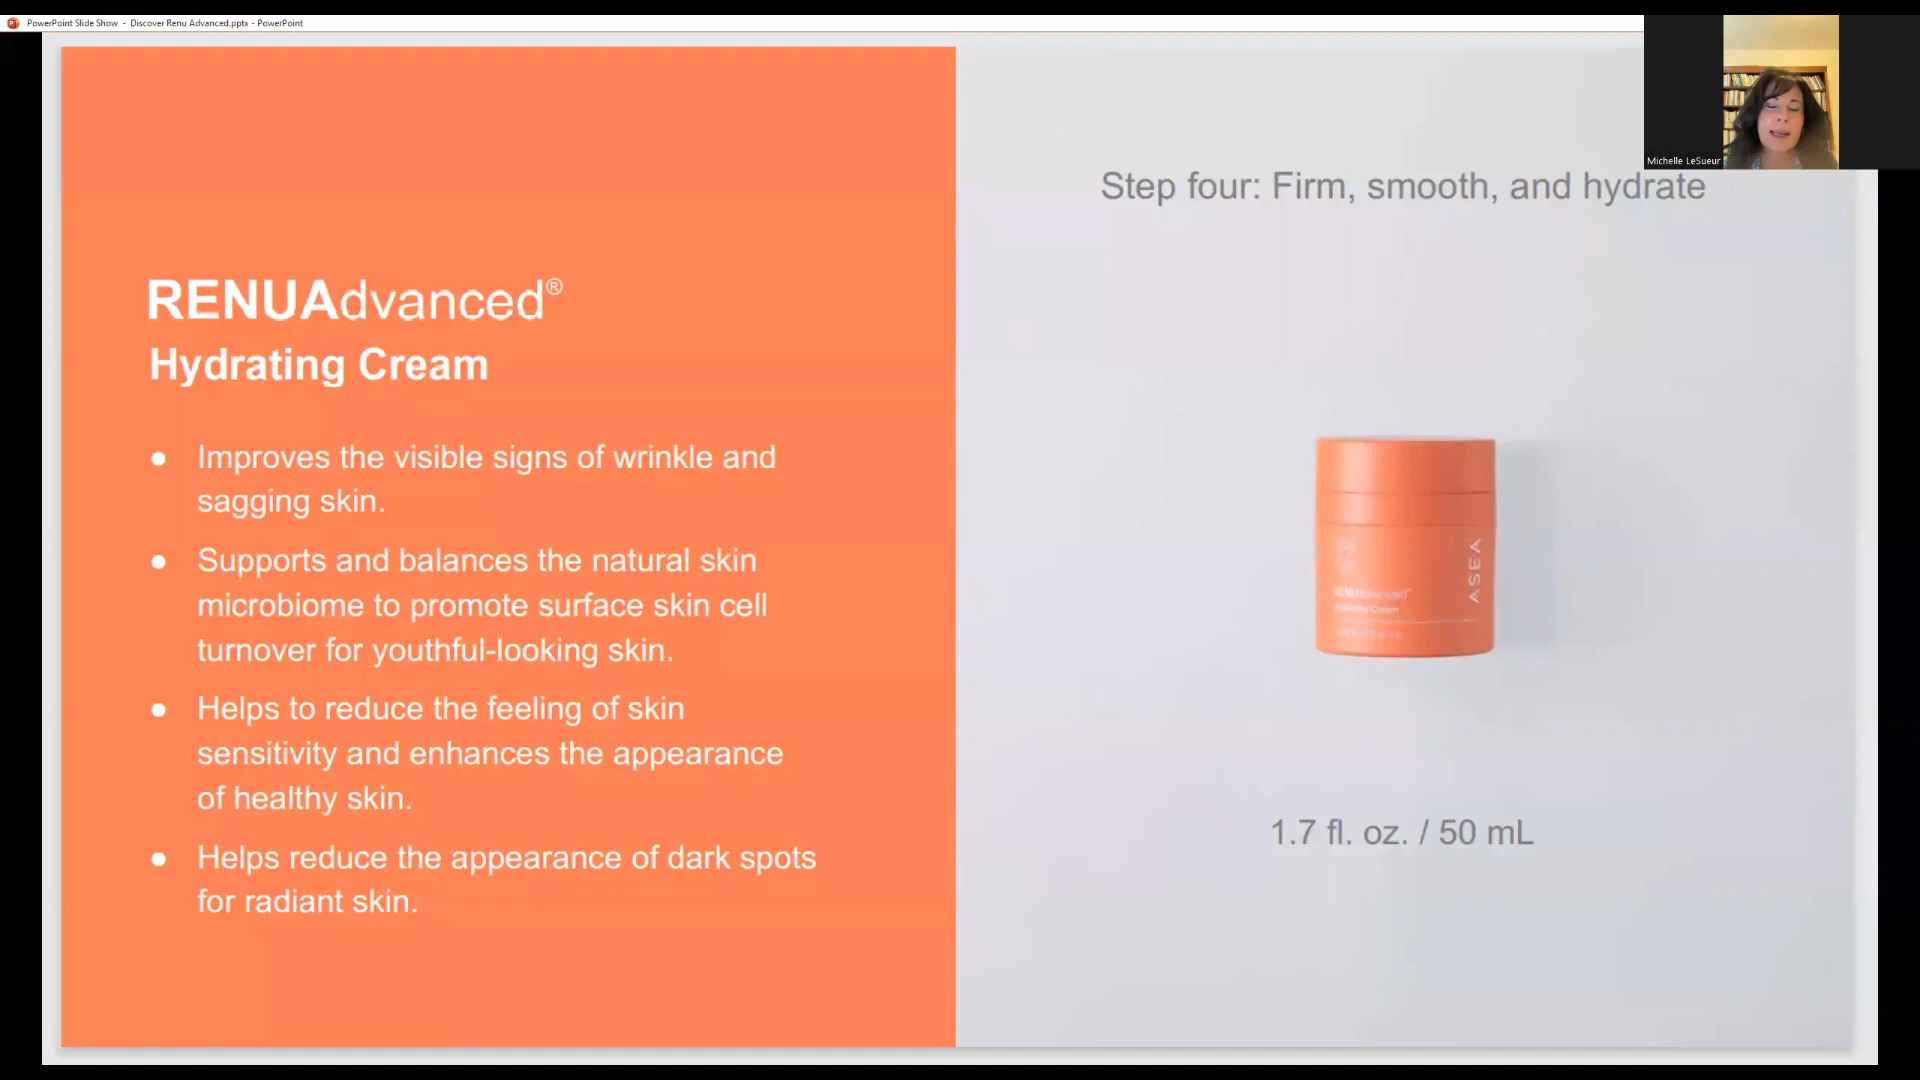 PowerPoint Slide Show - Discover Renu Advanced.pptx - PowerPoint
Michelle LeSueur
Step four: Firm, smooth, and hydrate
RENUAdvanced®
Hydrating Cream
● Improves the visible signs of wrinkle and
sagging skin.
● Supports and balances the natural skin
microbiome to promote surface skin cell
turnover for youthful-looking skin.
● Helps to reduce the feeling of skin
sensitivity and enhances the appearance
of healthy skin.
● Helps reduce the appearance of dark spots
for radiant skin.
ASEA
RENUAdvanced™
Hydrating Cream
1.7 fl. oz. / 50 mL